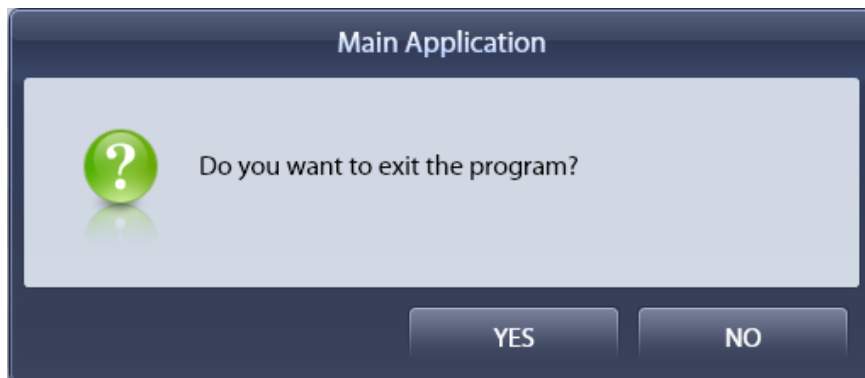 Main Application
?
Do you want to exit the program?
YES
NO